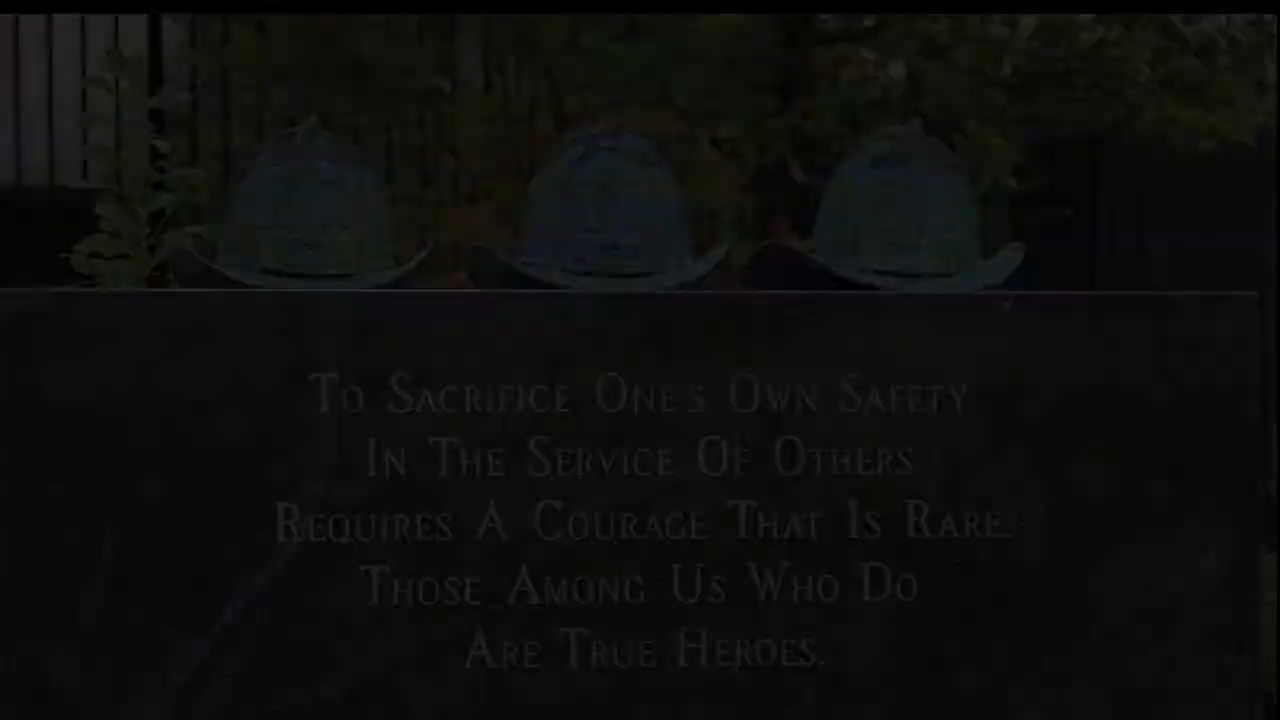 To Sacrifice One's Own Safety
In The Service Of Others
Requires A Courage That Is Rare.
Those Among Us Who Do
Are True Heroes.